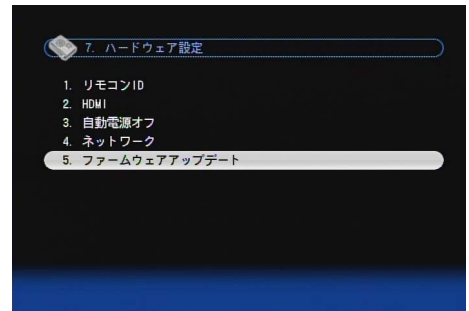 7. ハードウェア設定
1. リモコンID
2. HDMI
3. 自動電源オフ
4. ネットワーク
5. ファームウェアアップデート